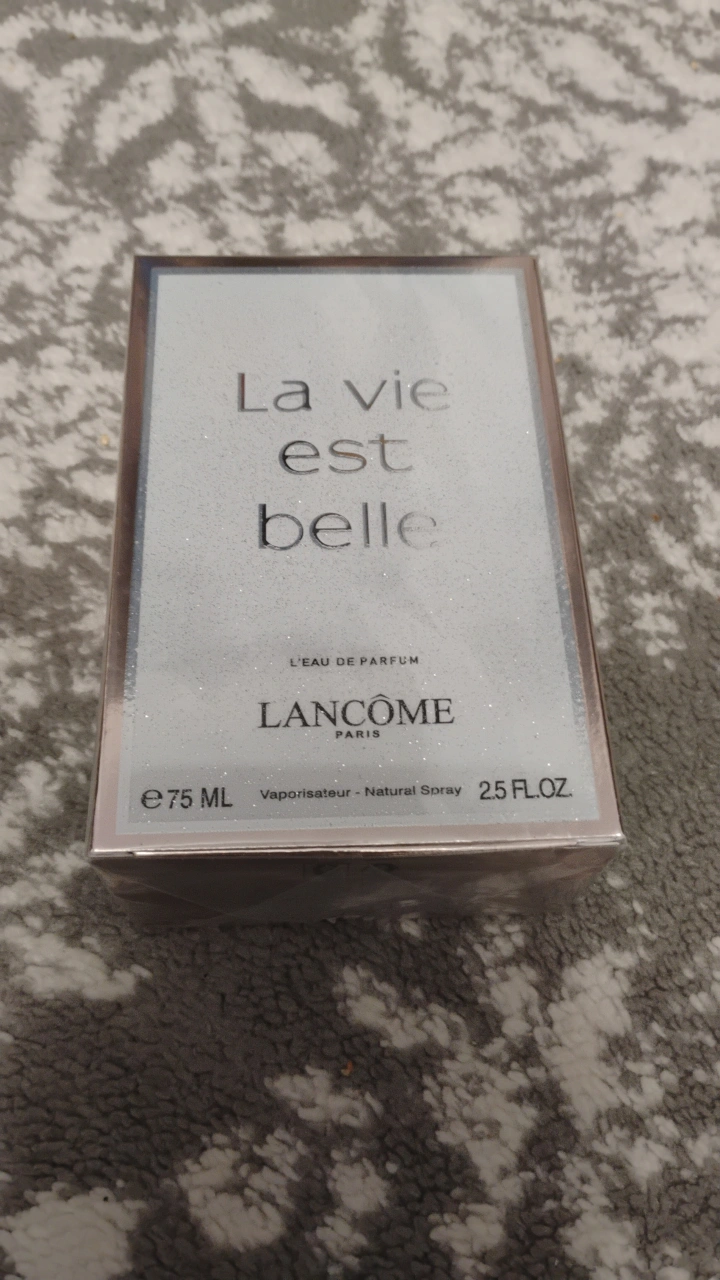 La vie
est
belle
L'EAU DE PARFUM
LANCÔME
PARIS
℮ 75 ML Vaporisateur - Natural Spray 2.5 FL.OZ.